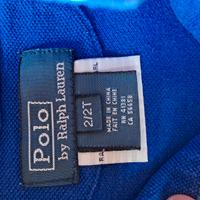 Polo
by Ralph Lauren
2/2T
MADE IN CHINA
FAIT EN CHINE
RN 41381
CA 56658